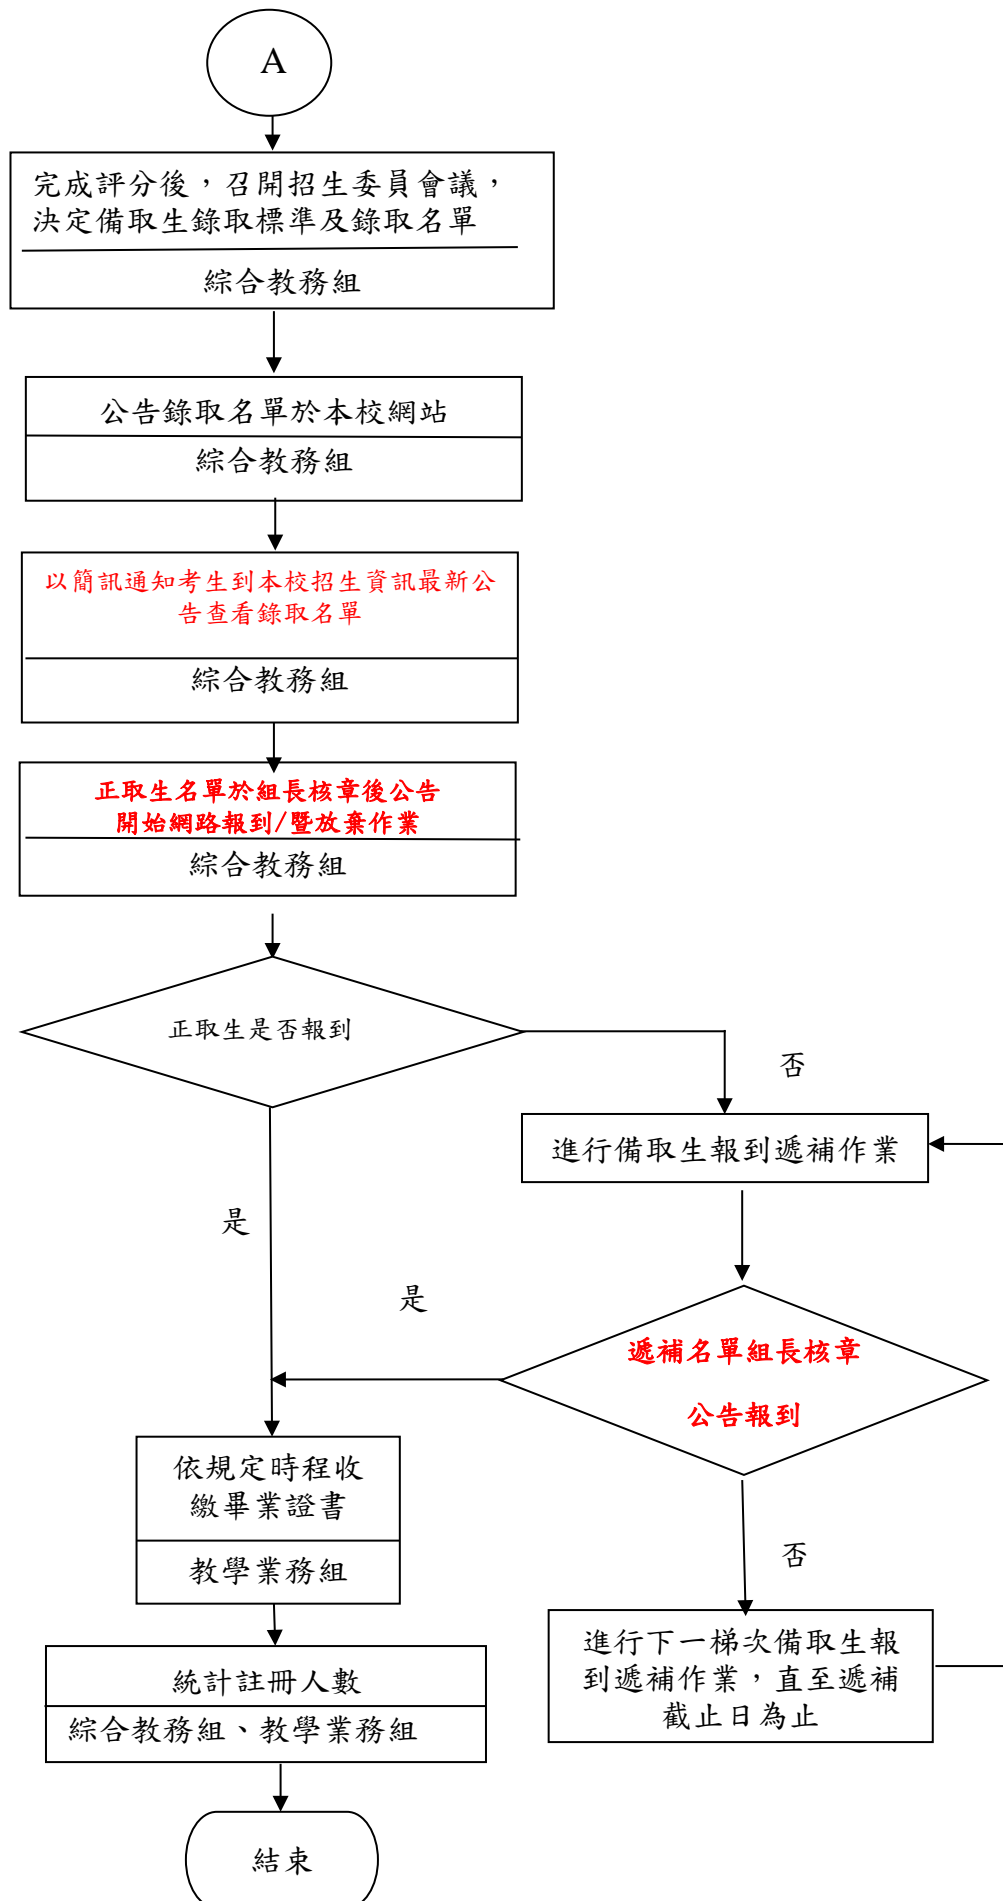 A
完成評分後，召開招生委員會議，
決定備取生錄取標準及錄取名單
綜合教務組
公告錄取名單於本校網站
綜合教務組
以簡訊通知考生到本校招生資訊最新公
告查看錄取名單
綜合教務組
正取生名單於組長核章後公告
開始網路報到/暨放棄作業
綜合教務組
正取生是否報到
否
進行備取生報到遞補作業
是
是
遞補名單組長核章
公告報到
依規定時程收
繳畢業證書
教學業務組
否
進行下一梯次備取生報
到遞補作業，直至遞補
截止日為止
統計註冊人數
綜合教務組、教學業務組
結束